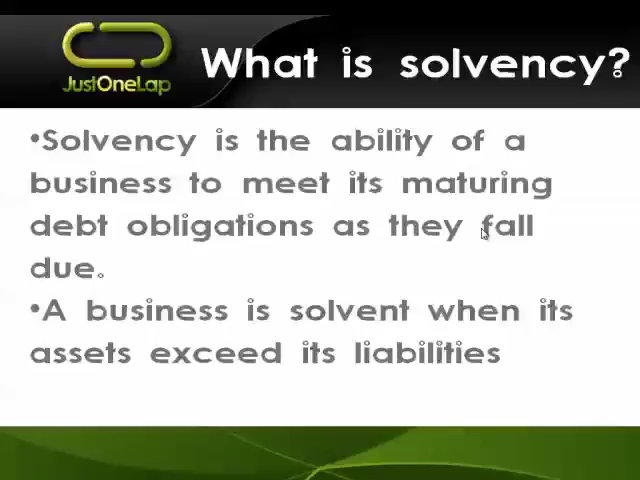 JustOneLap
What is solvency?
•Solvency is the ability of a
business to meet its maturing
debt obligations as they fall
due.
•A business is solvent when its
assets exceed its liabilities